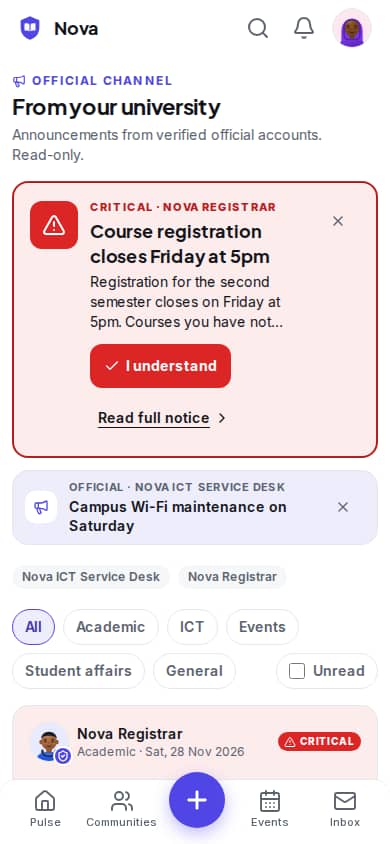 Nova
OFFICIAL CHANNEL
From your university
Announcements from verified official accounts.
Read-only.
CRITICAL · NOVA REGISTRAR
Course registration
closes Friday at 5pm
Registration for the second
semester closes on Friday at
5pm. Courses you have not...
I understand
Read full notice
OFFICIAL · NOVA ICT SERVICE DESK
Campus Wi-Fi maintenance on
Saturday
Nova ICT Service Desk Nova Registrar
All Academic ICT Events
Student affairs General Unread
Nova Registrar
Academic · Sat, 28 Nov 2026
CRITICAL
Pulse Communities Events Inbox